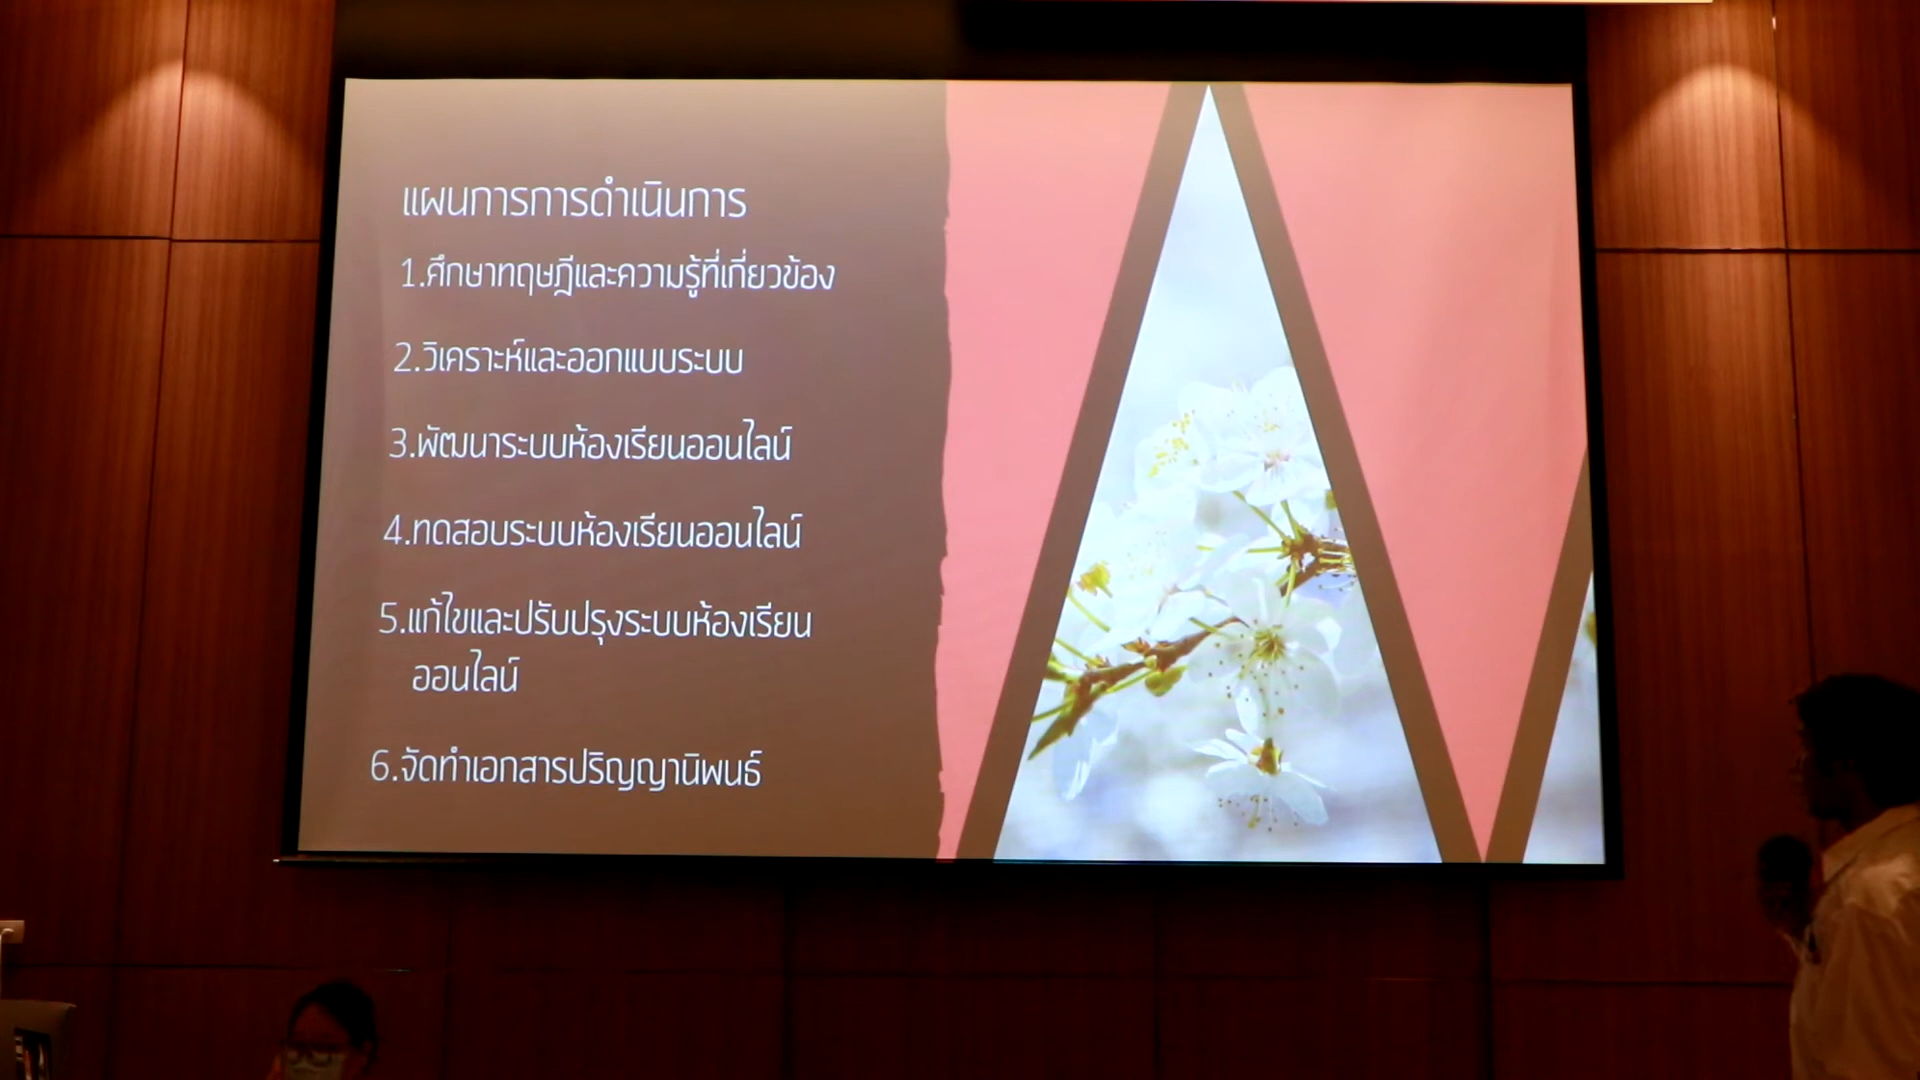 แผนการการดำเนินการ
1.ศึกษาทฤษฎีและความรู้ที่เกี่ยวข้อง
2.วิเคราะห์และออกแบบระบบ
3.พัฒนาระบบห้องเรียนออนไลน์
4.ทดสอบระบบห้องเรียนออนไลน์
5.แก้ไขและปรับปรุงระบบห้องเรียน
ออนไลน์
6.จัดทำเอกสารปริญญานิพนธ์